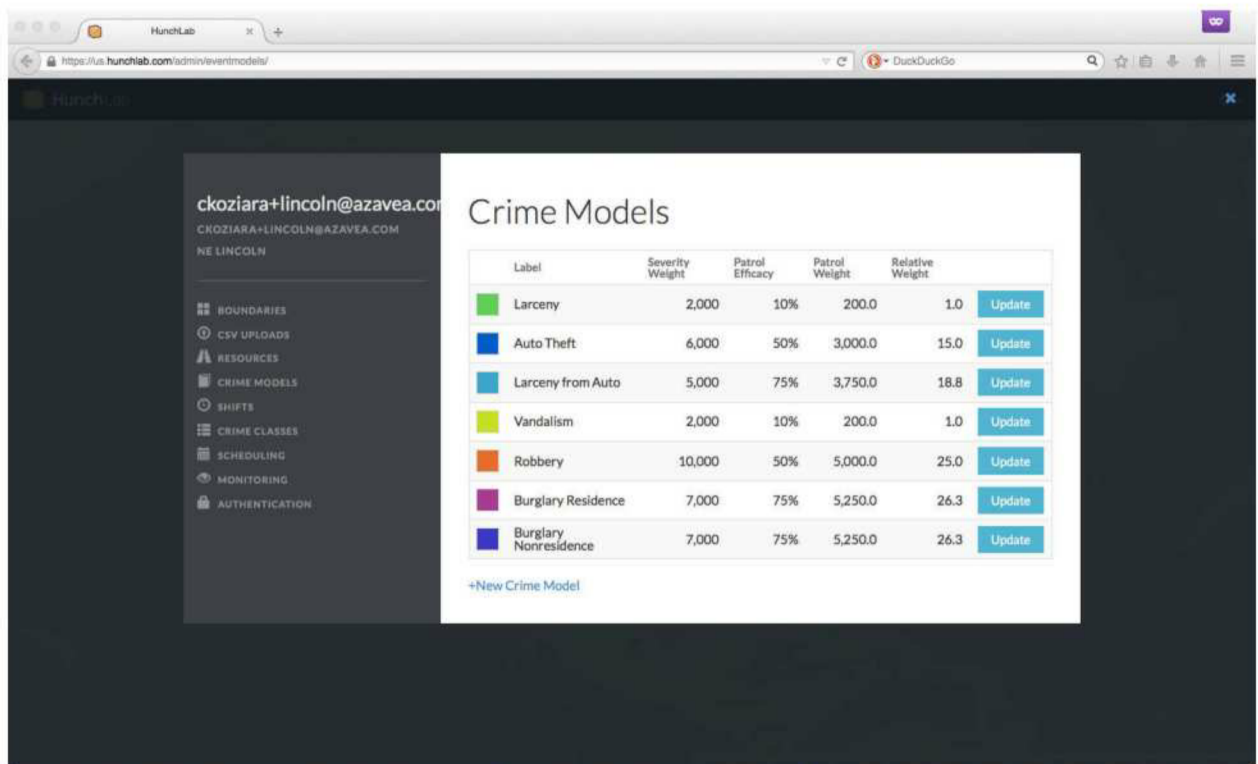 HunchLab
https://us.hunchlab.com/admin/eventmodels/
DuckDuckGo
HunchLab
ckoziara+lincoln@azavea.cor
CKOZIARA+LINCOLN@AZAVEA.COM
NE LINCOLN
BOUNDARIES
CSV UPLOADS
RESOURCES
CRIME MODELS
SHIFTS
CRIME CLASSES
SCHEDULING
MONITORING
AUTHENTICATION
Crime Models
Label Severity Weight Patrol Efficacy Patrol Weight Relative Weight
Larceny 2,000 10% 200.0 1.0 Update
Auto Theft 6,000 50% 3,000.0 15.0 Update
Larceny from Auto 5,000 75% 3,750.0 18.8 Update
Vandalism 2,000 10% 200.0 1.0 Update
Robbery 10,000 50% 5,000.0 25.0 Update
Burglary Residence 7,000 75% 5,250.0 26.3 Update
Burglary Nonresidence 7,000 75% 5,250.0 26.3 Update
+New Crime Model